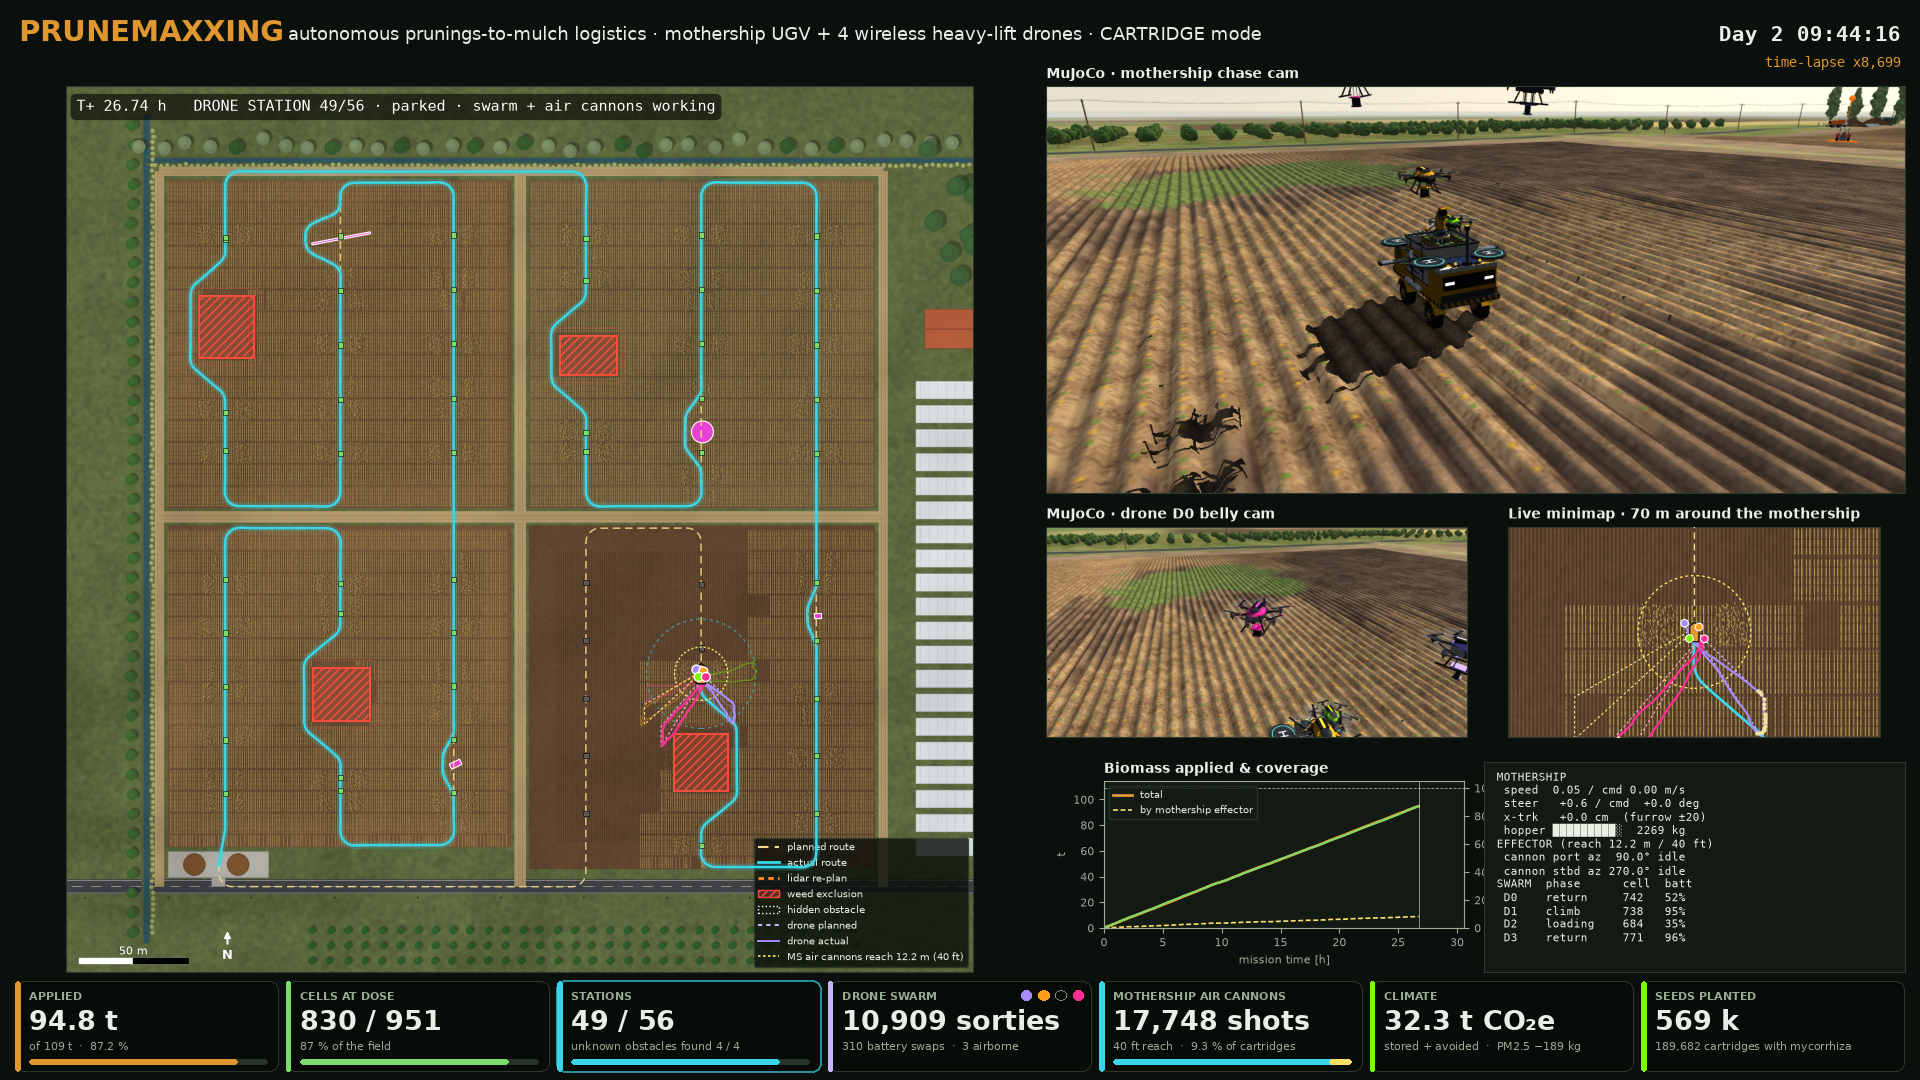 PRUNEMAXXING autonomous prunings-to-mulch logistics · mothership UGV + 4 wireless heavy-lift drones · CARTRIDGE mode
Day 2 09:44:16
time-lapse x8,699
T+ 26.74 h DRONE STATION 49/56 · parked · swarm + air cannons working
planned route
actual route
lidar re-plan
weed exclusion
hidden obstacle
drone planned
drone actual
MS air cannons reach 12.2 m (40 ft)
50 m
N
MuJoCo · mothership chase cam
MuJoCo · drone D0 belly cam
Live minimap · 70 m around the mothership
Biomass applied & coverage
total
by mothership effector
100
80
60
40
20
0
t
0 5 10 15 20 25 30
mission time [h]
MOTHERSHIP
speed 0.05 / cmd 0.00 m/s
steer +0.6 / cmd +0.0 deg
x-trk +0.0 cm (furrow ±20)
hopper 2269 kg
EFFECTOR (reach 12.2 m / 40 ft)
cannon port az 90.0° idle
cannon stbd az 270.0° idle
SWARM phase cell batt
D0 return 742 52%
D1 climb 738 95%
D2 loading 684 35%
D3 return 771 96%
APPLIED
94.8 t
of 109 t · 87.2 %
CELLS AT DOSE
830 / 951
87 % of the field
STATIONS
49 / 56
unknown obstacles found 4 / 4
DRONE SWARM
10,909 sorties
310 battery swaps · 3 airborne
MOTHERSHIP AIR CANNONS
17,748 shots
40 ft reach · 9.3 % of cartridges
CLIMATE
32.3 t CO₂e
stored + avoided · PM2.5 −189 kg
SEEDS PLANTED
569 k
189,682 cartridges with mycorrhiza